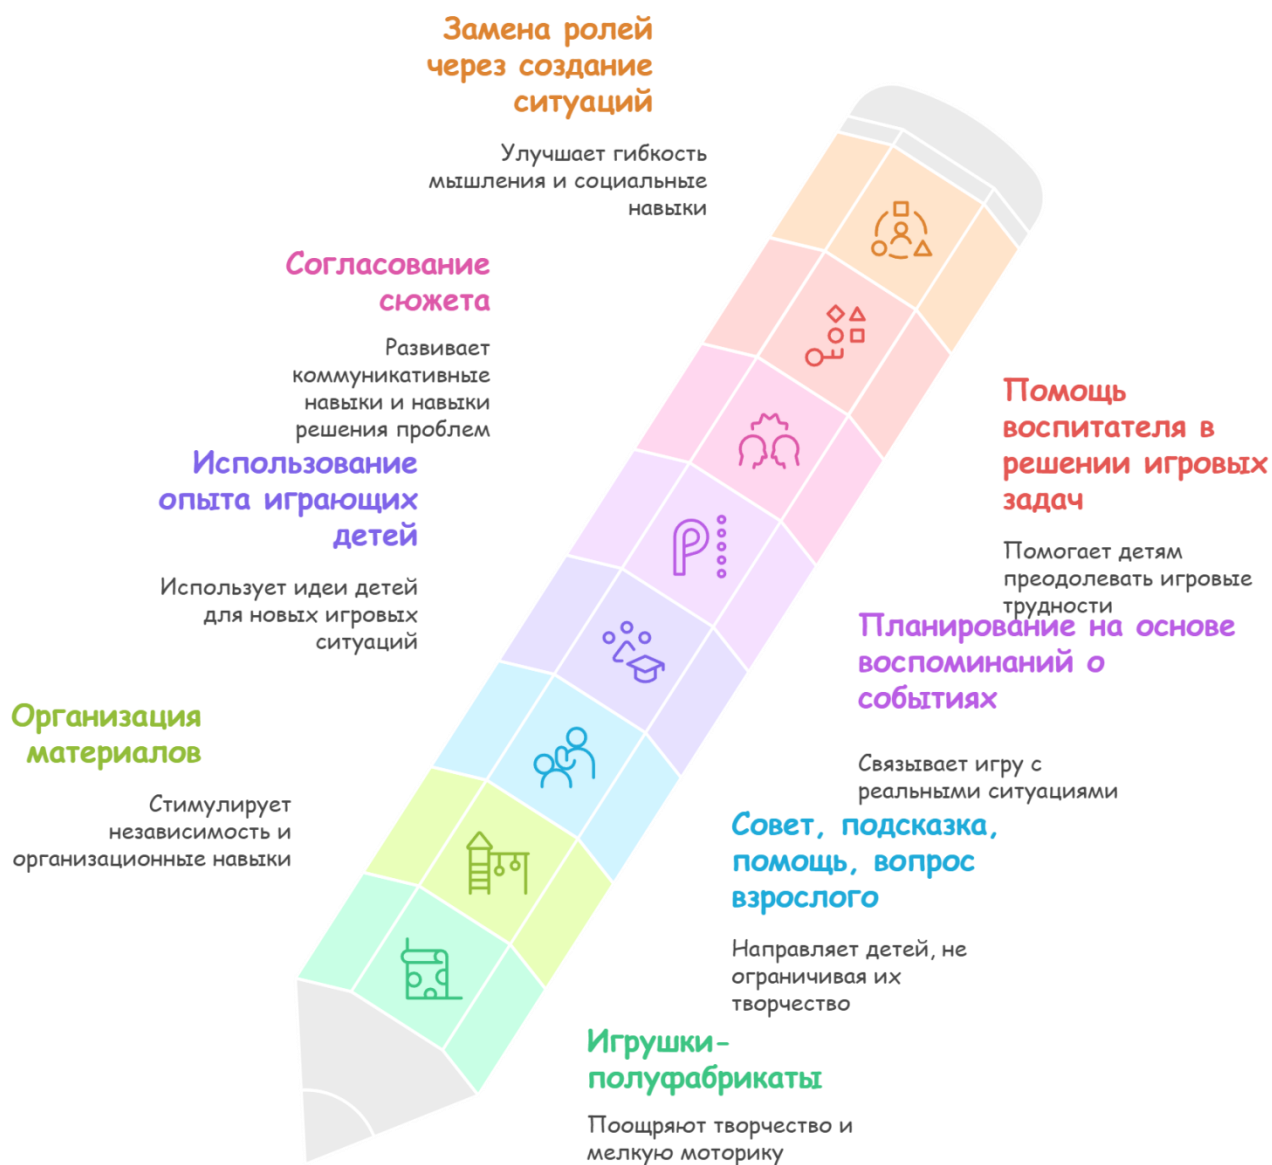 Замена ролей
через создание
ситуаций
Улучшает гибкость
мышления и социальные
навыки
Согласование
сюжета
Развивает
коммуникативные
навыки и навыки
решения проблем
Помощь
воспитателя в
решении игровых
задач
Помогает детям
преодолевать игровые
трудности
Использование
опыта играющих
детей
Использует идеи детей
для новых игровых
ситуаций
Планирование на основе
воспоминаний о
событиях
Связывает игру с
реальными ситуациями
Организация
материалов
Стимулирует
независимость и
организационные навыки
Совет, подсказка,
помощь, вопрос
взрослого
Направляет детей, не
ограничивая их
творчество
Игрушки-
полуфабрикаты
Поощряют творчество и
мелкую моторику